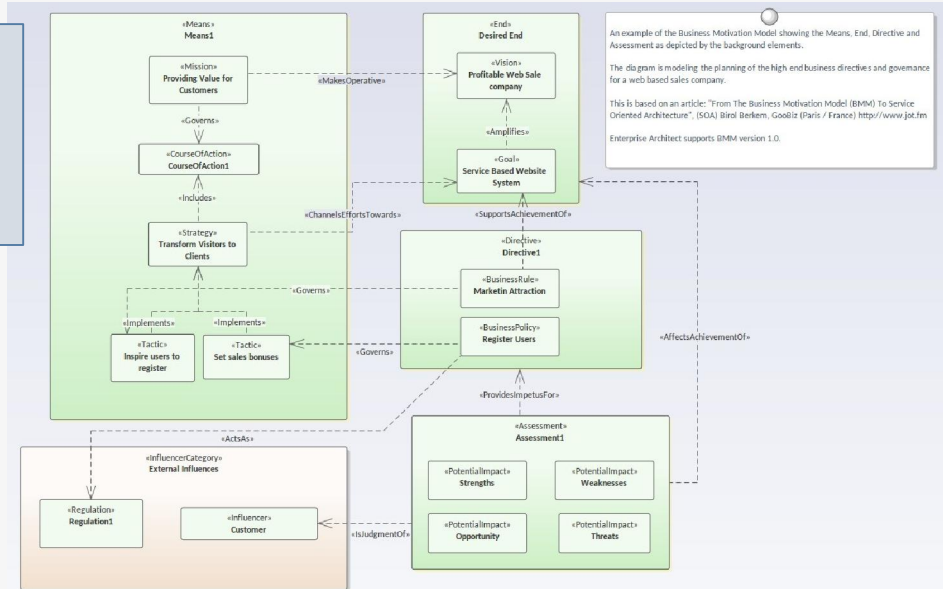 «Means»
Means1
«Mission»
Providing Value for
Customers
«Governs»
«CourseOfAction»
CourseOfAction1
«Includes»
«Strategy»
Transform Visitors to
Clients
«Implements»
«Implements»
«Tactic»
Inspire users to
register
«Tactic»
Set sales bonuses
«MakesOperative»
«ChannelsEffortsTowards»
«End»
Desired End
«Vision»
Profitable Web Sale
company
«Amplifies»
«Goal»
Service Based Website
System
«SupportsAchievementOf»
«Directive»
Directive1
«BusinessRule»
Marketin Attraction
«BusinessPolicy»
Register Users
«Governs»
«Governs»
«ActsAs»
«AffectsAchievementOf»
«ProvidesImpetusFor»
«Assessment»
Assessment1
«PotentialImpact»
Strengths
«PotentialImpact»
Weaknesses
«PotentialImpact»
Opportunity
«PotentialImpact»
Threats
«IsJudgmentOf»
«InfluencerCategory»
External Influences
«Regulation»
Regulation1
«Influencer»
Customer
An example of the Business Motivation Model showing the Means, End, Directive and
Assessment as depicted by the background elements.
The diagram is modeling the planning of the high end business directives and governance
for a web based sales company.
This is based on an article: "From The Business Motivation Model (BMM) To Service
Oriented Architecture", (SOA) Birol Berkem, GooBiz (Paris / France) http://www.jot.fm
Enterprise Architect supports BMM version 1.0.